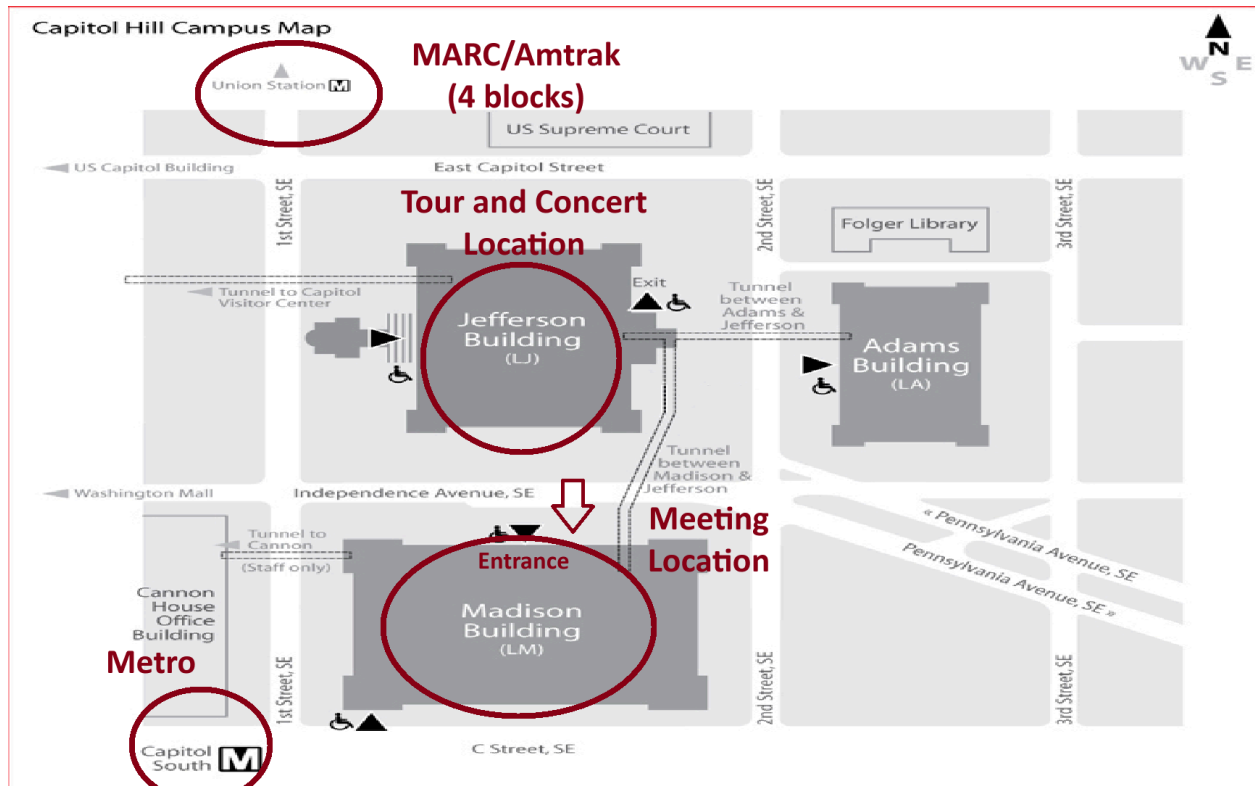 Capitol Hill Campus Map
MARC/Amtrak
(4 blocks)
N
W E
S
Union Station M
US Supreme Court
US Capitol Building
East Capitol Street
1st Street, SE
2nd Street, SE
3rd Street, SE
Tour and Concert
Location
Folger Library
Tunnel to Capitol
Visitor Center
Exit
Tunnel
between
Adams &
Jefferson
Jefferson
Building
(LJ)
Adams
Building
(LA)
Tunnel
between
Madison &
Jefferson
Washington Mall
Independence Avenue, SE
« Pennsylvania Avenue, SE
Pennsylvania Avenue, SE »
Meeting
Location
Tunnel to
Cannon
(Staff only)
Entrance
Cannon
House
Office
Building
Madison
Building
(LM)
Metro
1st Street, SE
2nd Street, SE
3rd Street, SE
Capitol
South M
C Street, SE